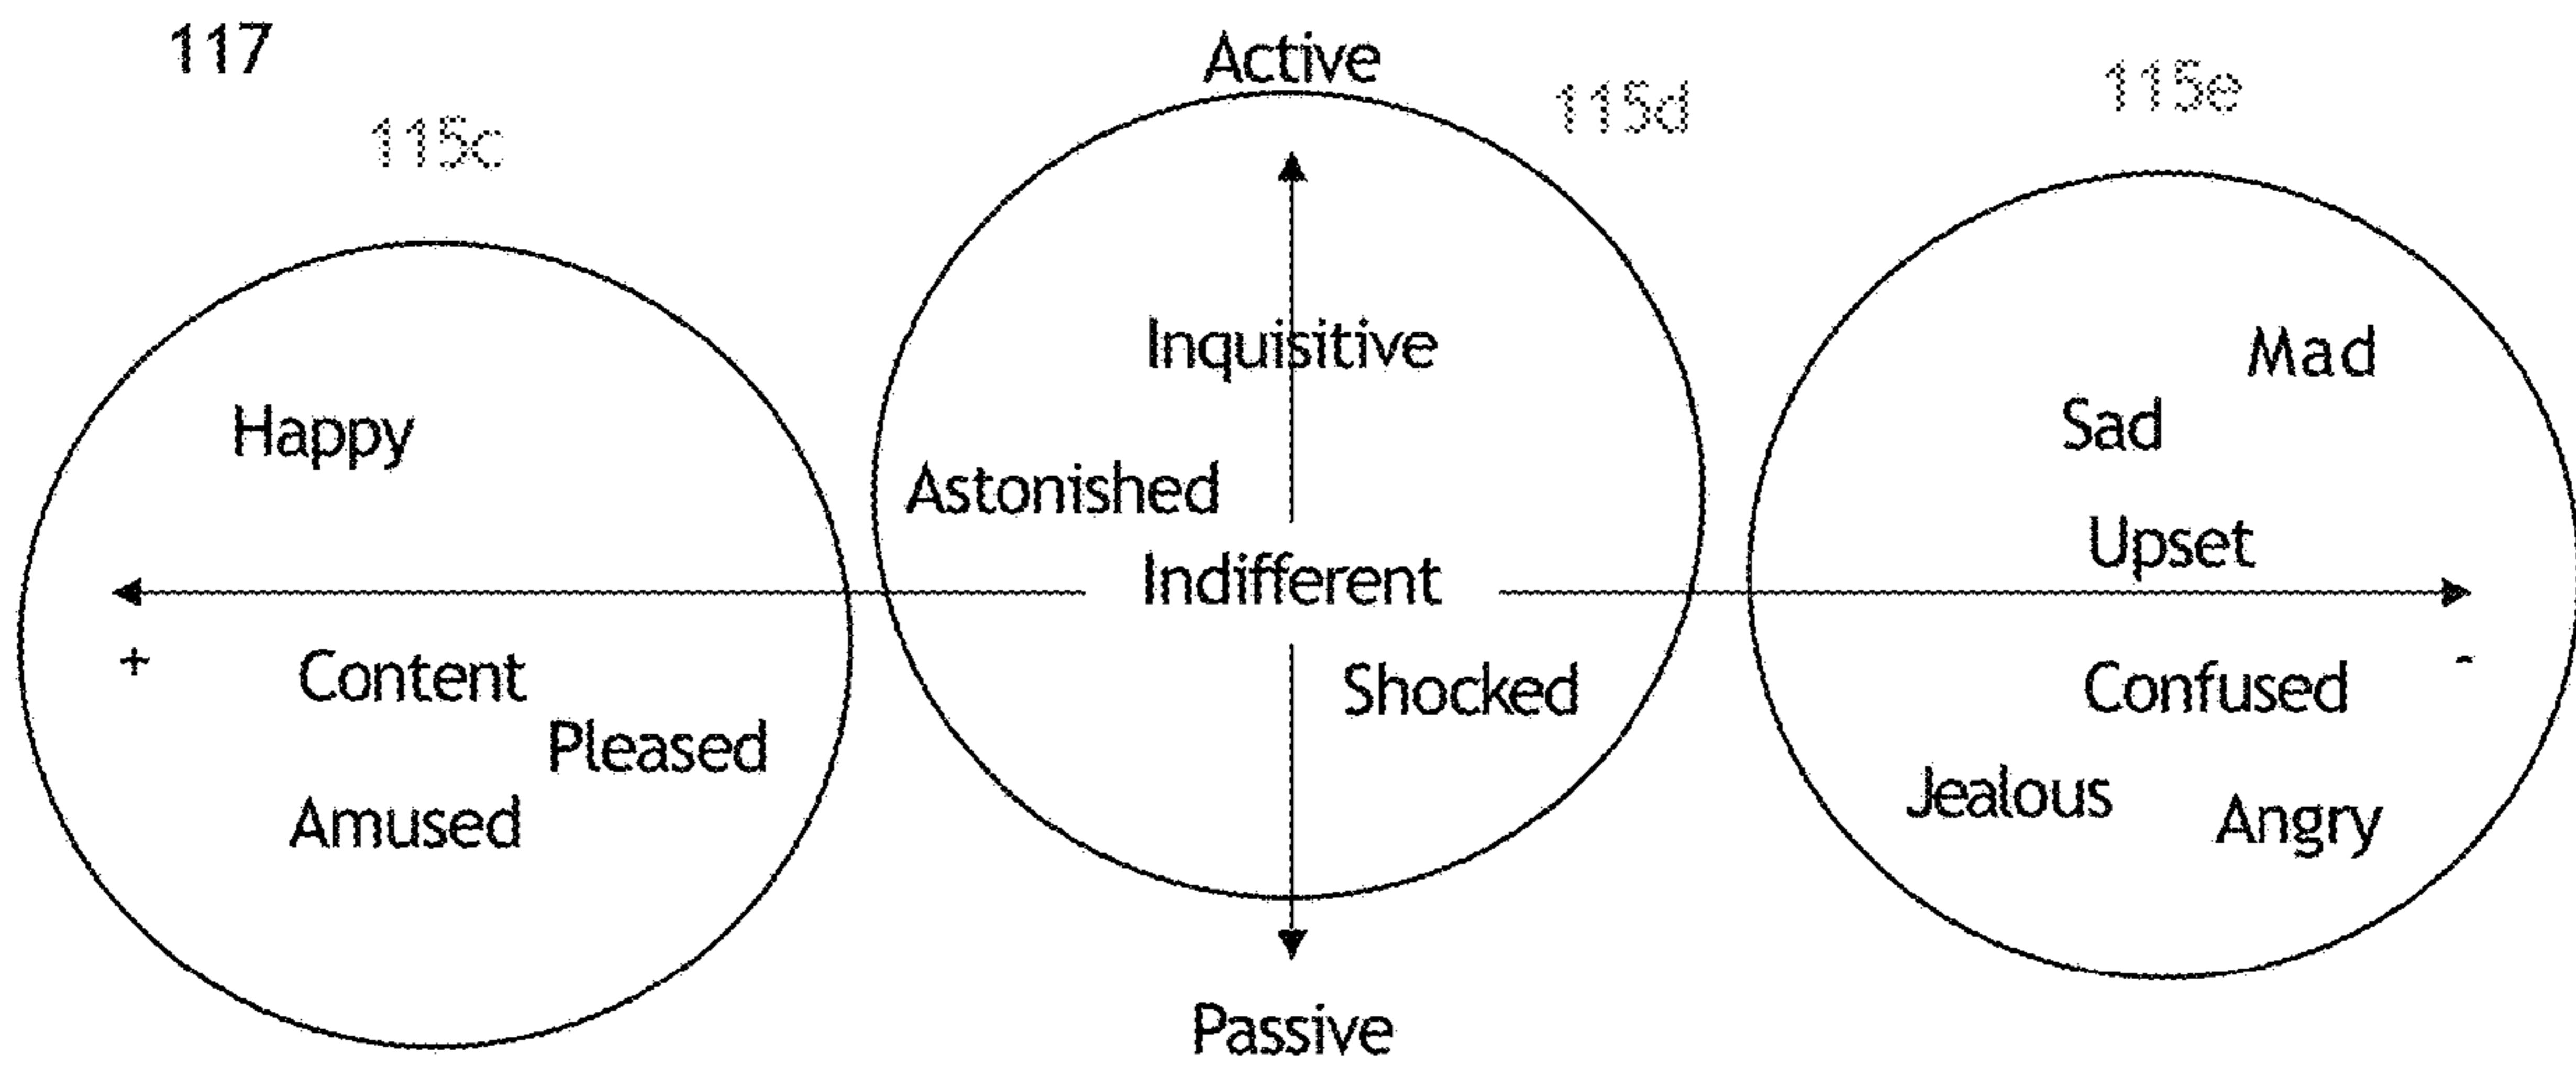 117
Active
115c
115d
115e
Inquisitive
Mad
Happy
Sad
Astonished
Upset
Indifferent
+
-
Content
Shocked
Confused
Pleased
Jealous
Amused
Angry
Passive